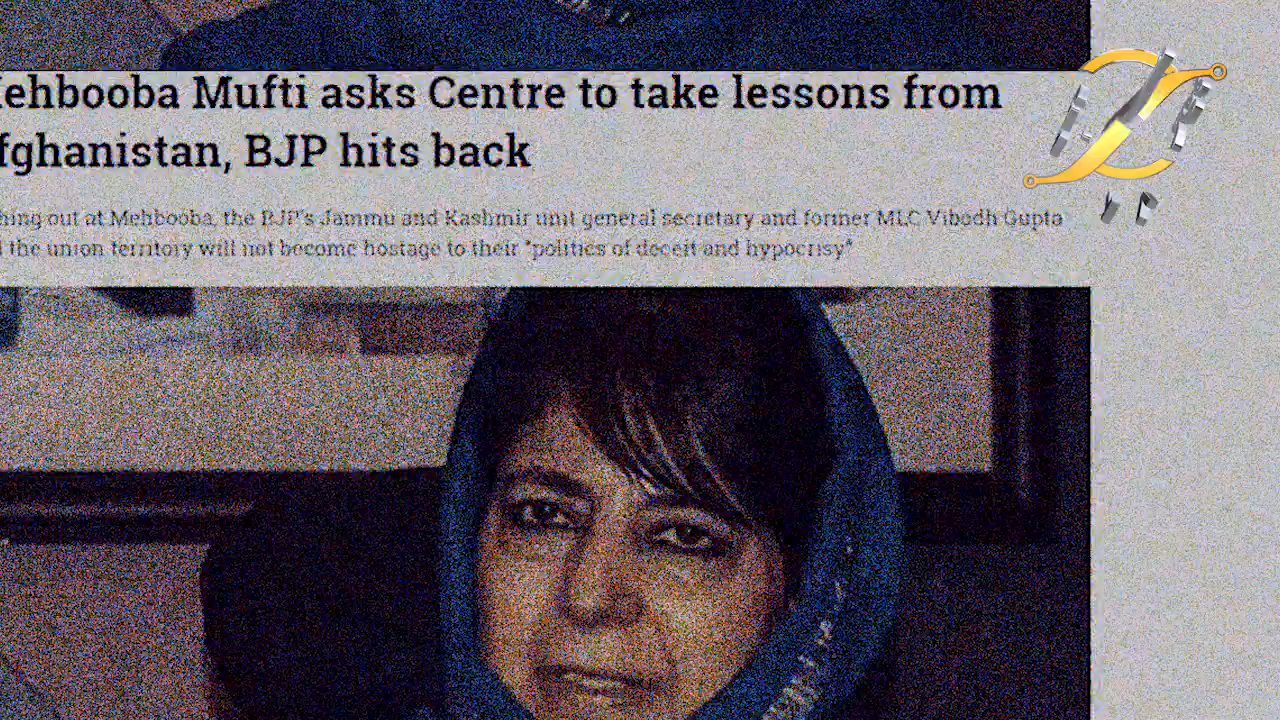 ehbooba Mufti asks Centre to take lessons from
fghanistan, BJP hits back
hing out at Mehbooba, the BJP's Jammu and Kashmir unit general secretary and former MLC Vibodh Gupta
the union territory will not become hostage to their "politics of deceit and hypocrisy"